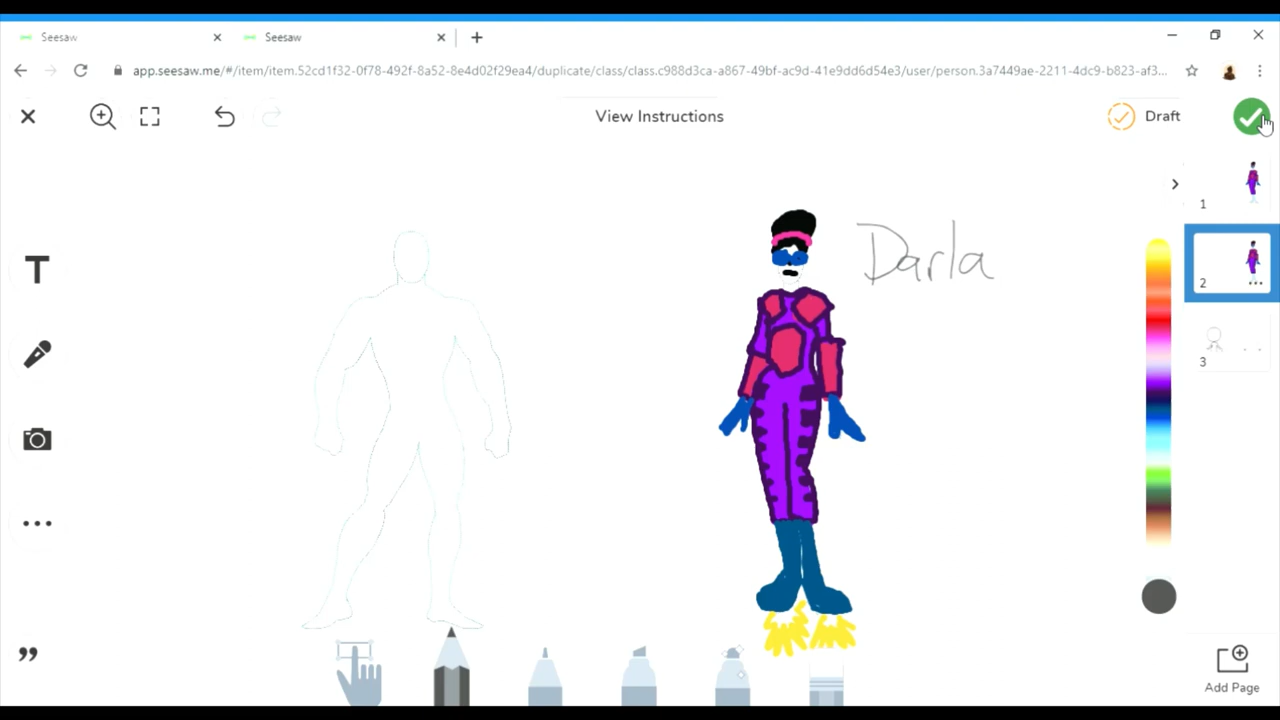 Seesaw
Seesaw
app.seesaw.me/#/item/item.52cd1f32-0f78-492f-8a52-8e4d02f29ea4/duplicate/class/class.c988d3ca-a867-49bf-ac9d-41e9dd6d54e3/user/person.3a7449ae-2211-4dc9-b823-af3...
View Instructions
Draft
1
Darla
T
2
3
Add Page